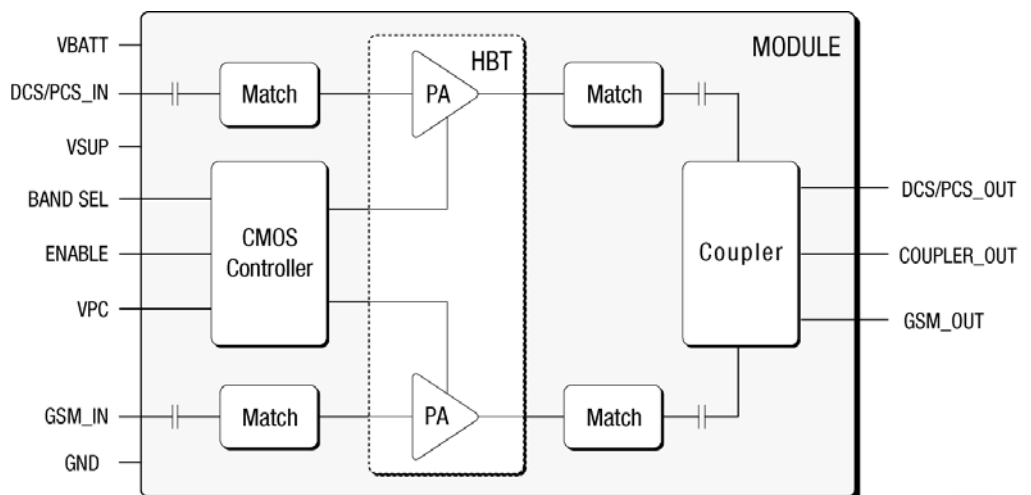 MODULE
HBT
VBATT
DCS/PCS_IN
Match
PA
Match
VSUP
BAND SEL
ENABLE
VPC
CMOS
Controller
Coupler
DCS/PCS_OUT
COUPLER_OUT
GSM_OUT
GSM_IN
Match
PA
Match
GND